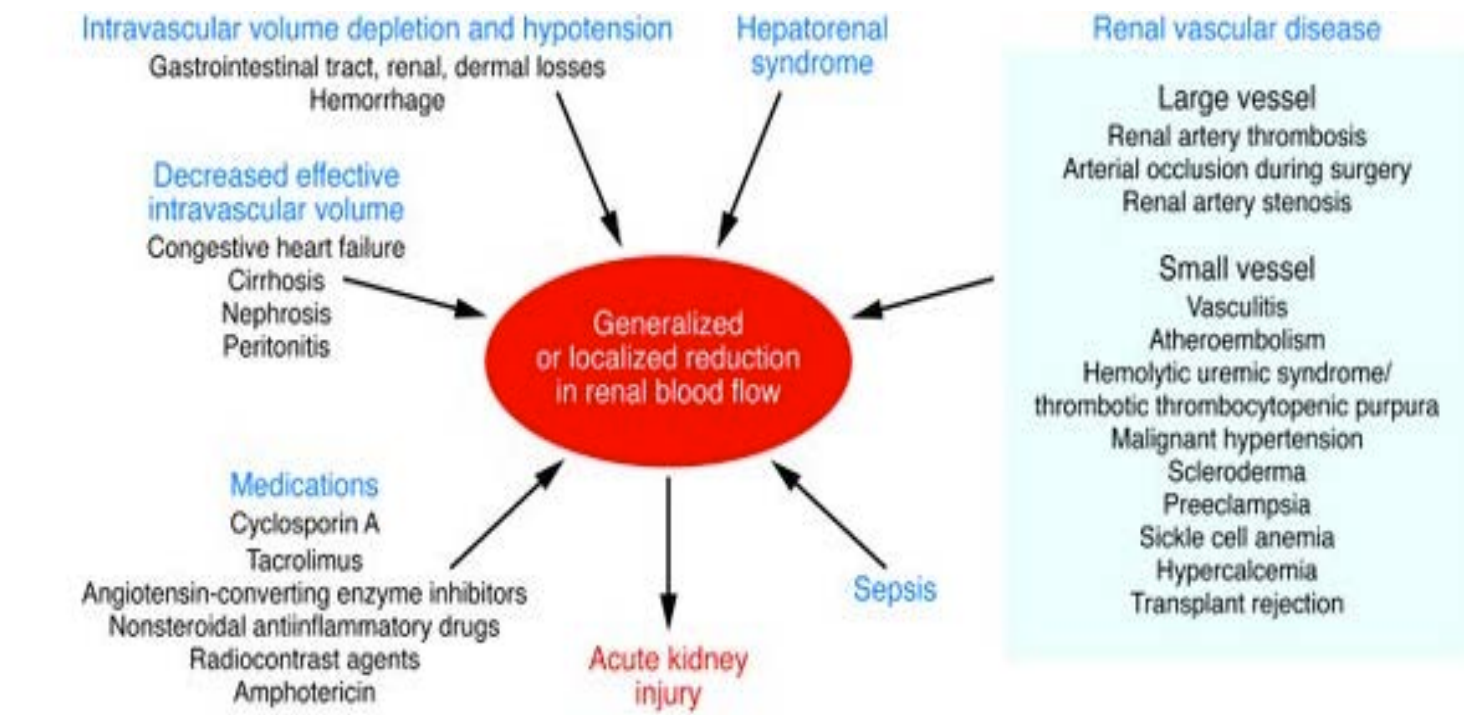 Intravascular volume depletion and hypotension
Gastrointestinal tract, renal, dermal losses
Hemorrhage
Hepatorenal
syndrome
Renal vascular disease
Large vessel
Renal artery thrombosis
Arterial occlusion during surgery
Renal artery stenosis
Small vessel
Vasculitis
Atheroembolism
Hemolytic uremic syndrome/
thrombotic thrombocytopenic purpura
Malignant hypertension
Scleroderma
Preeclampsia
Sickle cell anemia
Hypercalcemia
Transplant rejection
Decreased effective
intravascular volume
Congestive heart failure
Cirrhosis
Nephrosis
Peritonitis
Generalized
or localized reduction
in renal blood flow
Medications
Cyclosporin A
Tacrolimus
Angiotensin-converting enzyme inhibitors
Nonsteroidal antiinflammatory drugs
Radiocontrast agents
Amphotericin
Sepsis
Acute kidney
injury